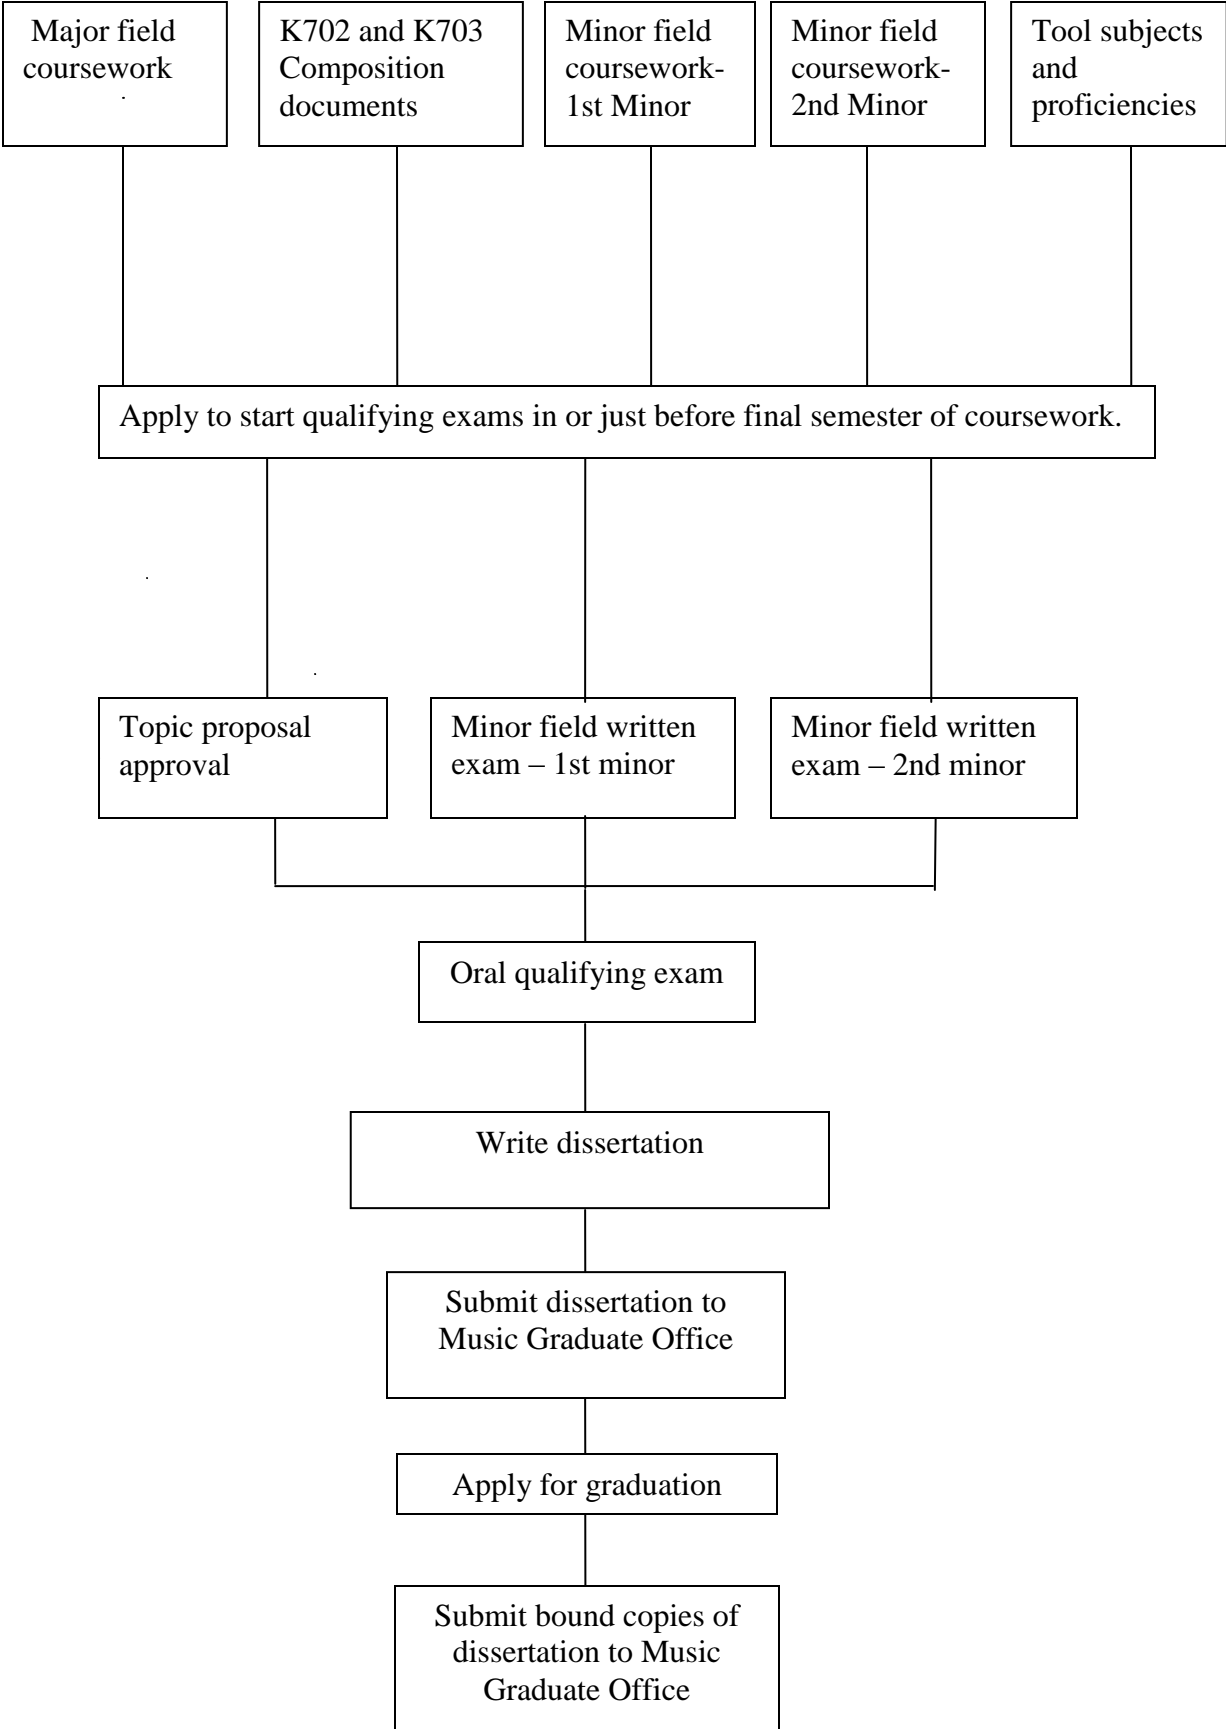 Major field
coursework
K702 and K703
Composition
documents
Minor field
coursework-
1st Minor
Minor field
coursework-
2nd Minor
Tool subjects
and
proficiencies
Apply to start qualifying exams in or just before final semester of coursework.
Topic proposal
approval
Minor field written
exam – 1st minor
Minor field written
exam – 2nd minor
Oral qualifying exam
Write dissertation
Submit dissertation to
Music Graduate Office
Apply for graduation
Submit bound copies of
dissertation to Music
Graduate Office